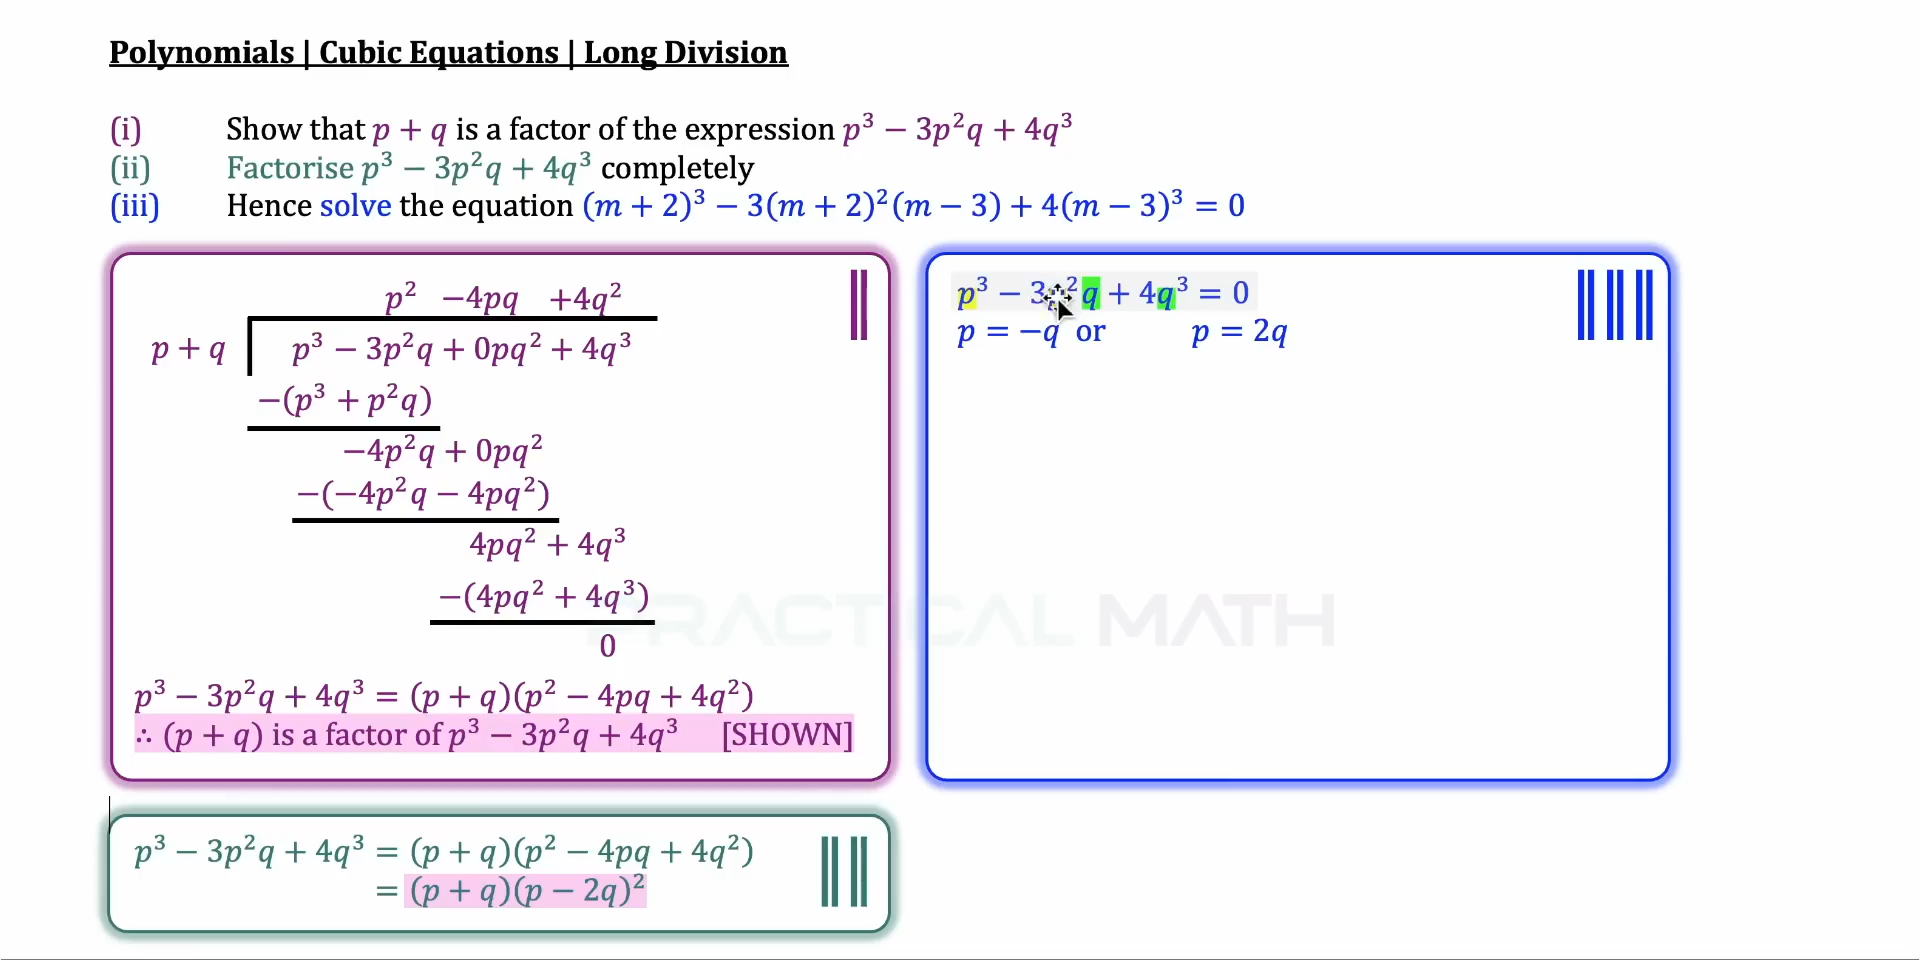 Polynomials | Cubic Equations | Long Division
(i) Show that p + q is a factor of the expression p³ − 3p²q + 4q³
(ii) Factorise p³ − 3p²q + 4q³ completely
(iii) Hence solve the equation (m + 2)³ − 3(m + 2)²(m − 3) + 4(m − 3)³ = 0
p² −4pq +4q²
p + q p³ − 3p²q + 0pq² + 4q³
−(p³ + p²q)
−4p²q + 0pq²
−(−4p²q − 4pq²)
4pq² + 4q³
−(4pq² + 4q³)
0
p³ − 3p²q + 4q³ = (p + q)(p² − 4pq + 4q²)
∴ (p + q) is a factor of p³ − 3p²q + 4q³ [SHOWN]
p³ − 3p²q + 4q³ = (p + q)(p² − 4pq + 4q²)
= (p + q)(p − 2q)²
p³ − 3p²q + 4q³ = 0
p = −q or p = 2q
PRACTICAL MATH